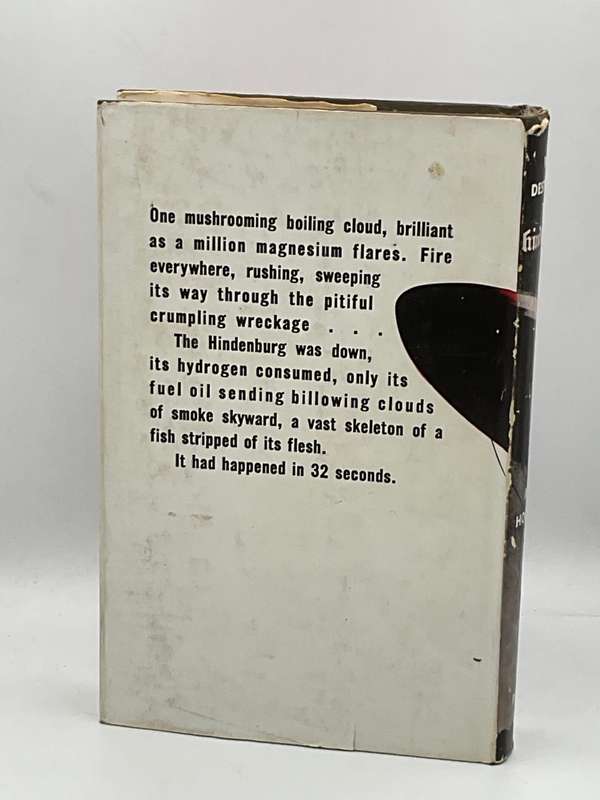 One mushrooming boiling cloud, brilliant
as a million magnesium flares. Fire
everywhere, rushing, sweeping
its way through the pitiful
crumpling wreckage . . .
The Hindenburg was down,
its hydrogen consumed, only its
fuel oil sending billowing clouds
of smoke skyward, a vast skeleton of a
fish stripped of its flesh.
It had happened in 32 seconds.